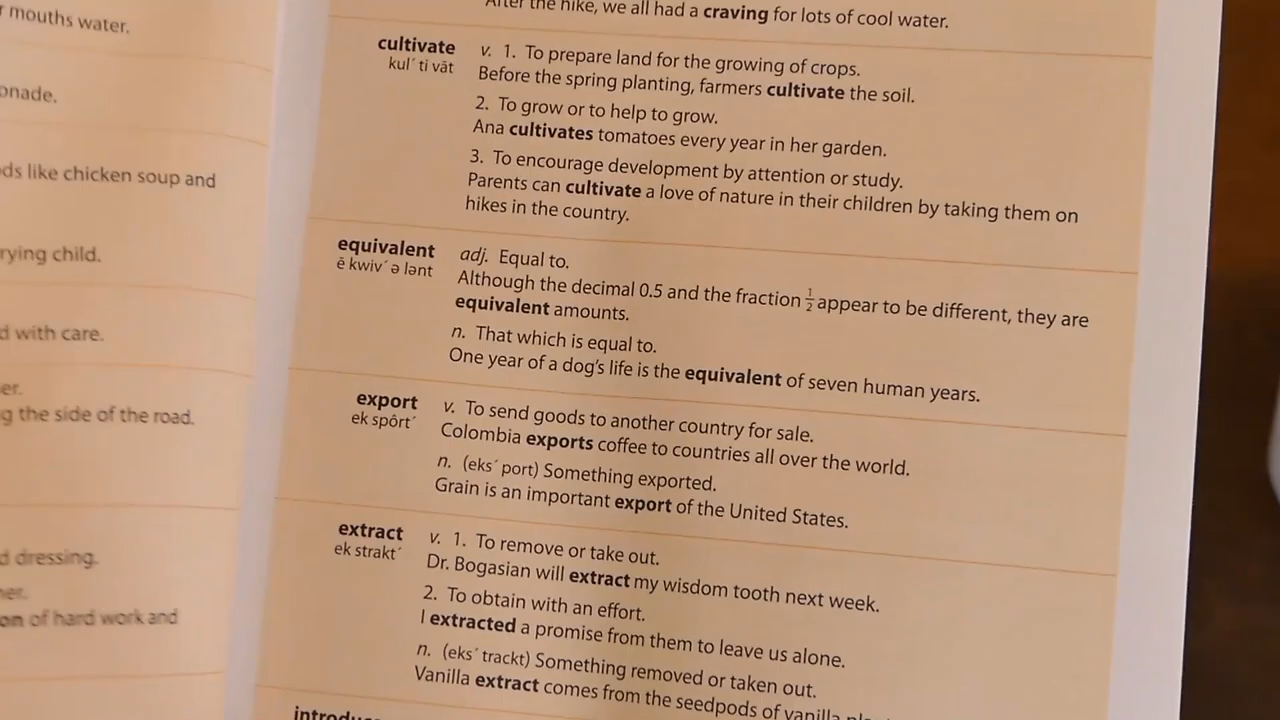 mouths water.
onade.
ds like chicken soup and
rying child.
d with care.
er.
g the side of the road.
d dressing.
ner.
on of hard work and
After the hike, we all had a craving for lots of cool water.
cultivate
kul´ ti vāt
v. 1. To prepare land for the growing of crops.
Before the spring planting, farmers cultivate the soil.
2. To grow or to help to grow.
Ana cultivates tomatoes every year in her garden.
3. To encourage development by attention or study.
Parents can cultivate a love of nature in their children by taking them on
hikes in the country.
equivalent
ē kwiv´ ə lənt
adj. Equal to.
Although the decimal 0.5 and the fraction 1/2 appear to be different, they are
equivalent amounts.
n. That which is equal to.
One year of a dog's life is the equivalent of seven human years.
export
ek spôrt´
v. To send goods to another country for sale.
Colombia exports coffee to countries all over the world.
n. (eks´ port) Something exported.
Grain is an important export of the United States.
extract
ek strakt´
v. 1. To remove or take out.
Dr. Bogasian will extract my wisdom tooth next week.
2. To obtain with an effort.
I extracted a promise from them to leave us alone.
n. (eks´ trackt) Something removed or taken out.
Vanilla extract comes from the seedpods of vanilla